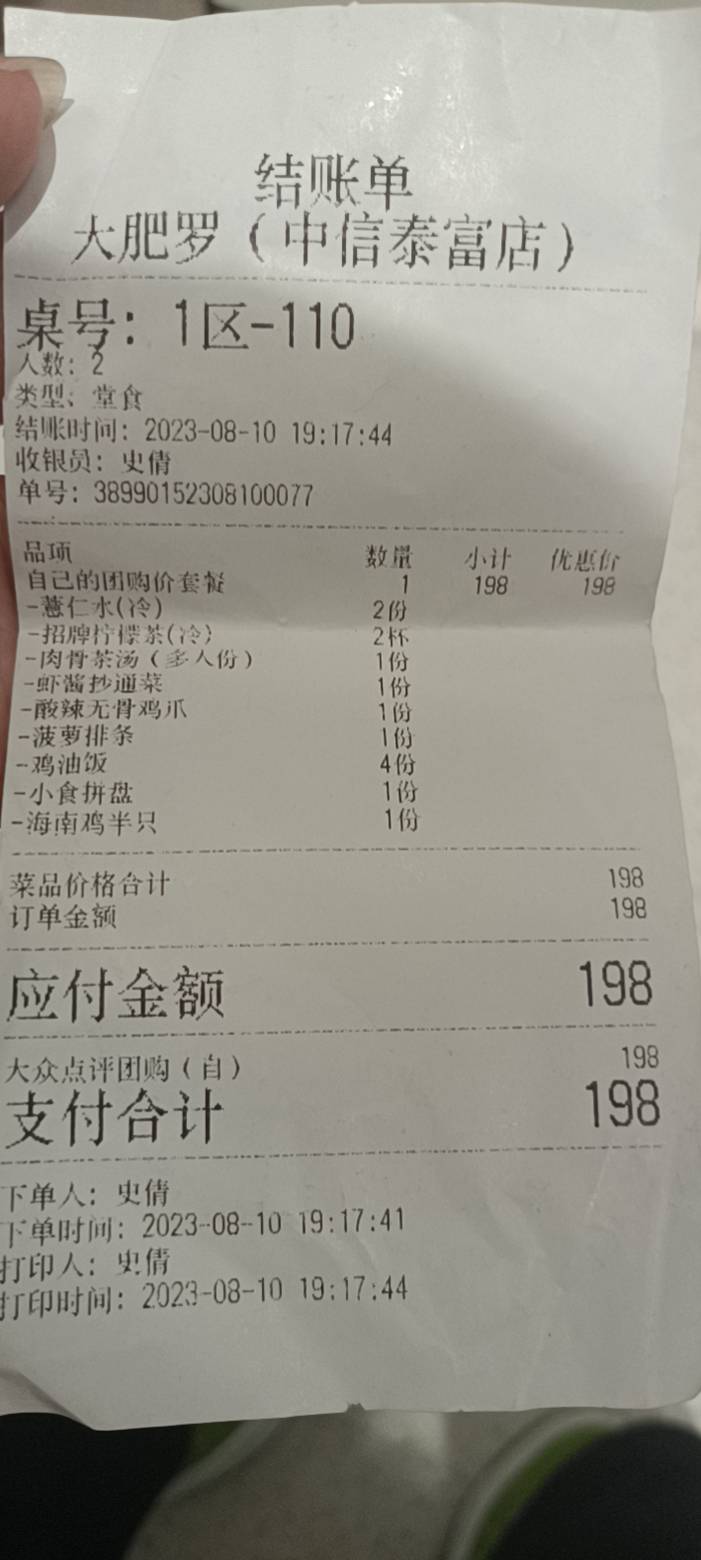 结账单
大肥罗（中信泰富店）
桌号：1区-110
人数：2
类型：堂食
结账时间：2023-08-10 19:17:44
收银员：史倩
单号：38990152308100077
品项 数量 小计 优惠价
自己的团购价套餐 1 198 198
-薏仁水(冷) 2份
-招牌柠檬茶(冷) 2杯
-肉骨茶汤（多人份） 1份
-虾酱抄通菜 1份
-酸辣无骨鸡爪 1份
-菠萝排条 1份
-鸡油饭 4份
-小食拼盘 1份
-海南鸡半只 1份
菜品价格合计 198
订单金额 198
应付金额 198
大众点评团购（自） 198
支付合计 198
下单人：史倩
下单时间：2023-08-10 19:17:41
打印人：史倩
打印时间：2023-08-10 19:17:44